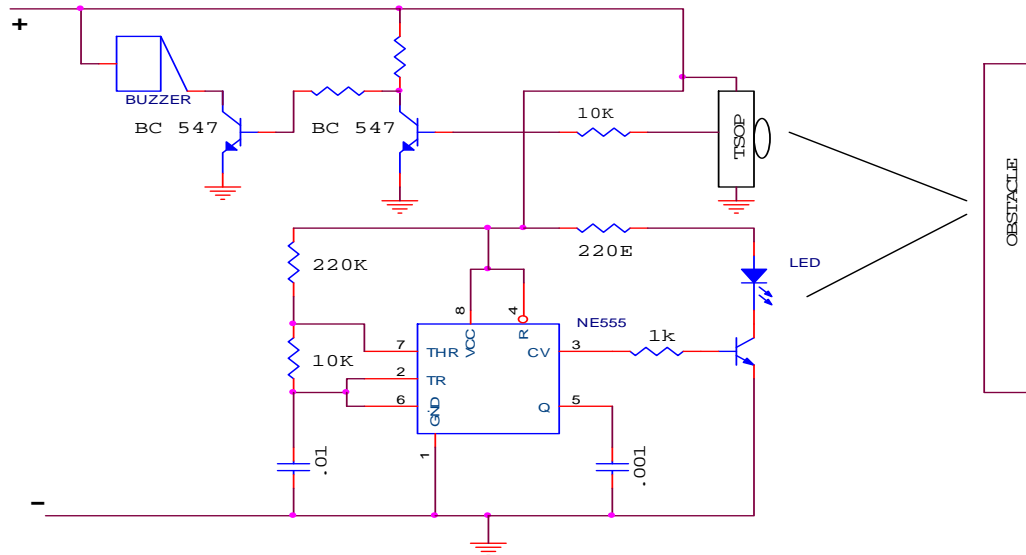 +
BUZZER
BC 547
BC 547
10K
TSOP
OBSTACLE
220K
220E
LED
8
4
NE555
VCC
R
7
THR
CV
3
1k
10K
2
TR
6
GND
Q
5
1
.01
.001
–